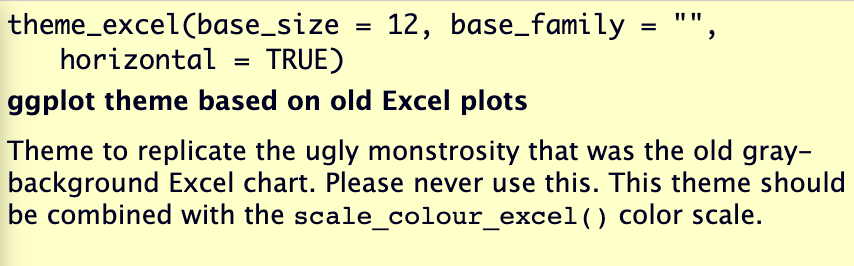 theme_excel(base_size = 12, base_family = "",
horizontal = TRUE)
ggplot theme based on old Excel plots
Theme to replicate the ugly monstrosity that was the old gray-
background Excel chart. Please never use this. This theme should
be combined with the scale_colour_excel() color scale.